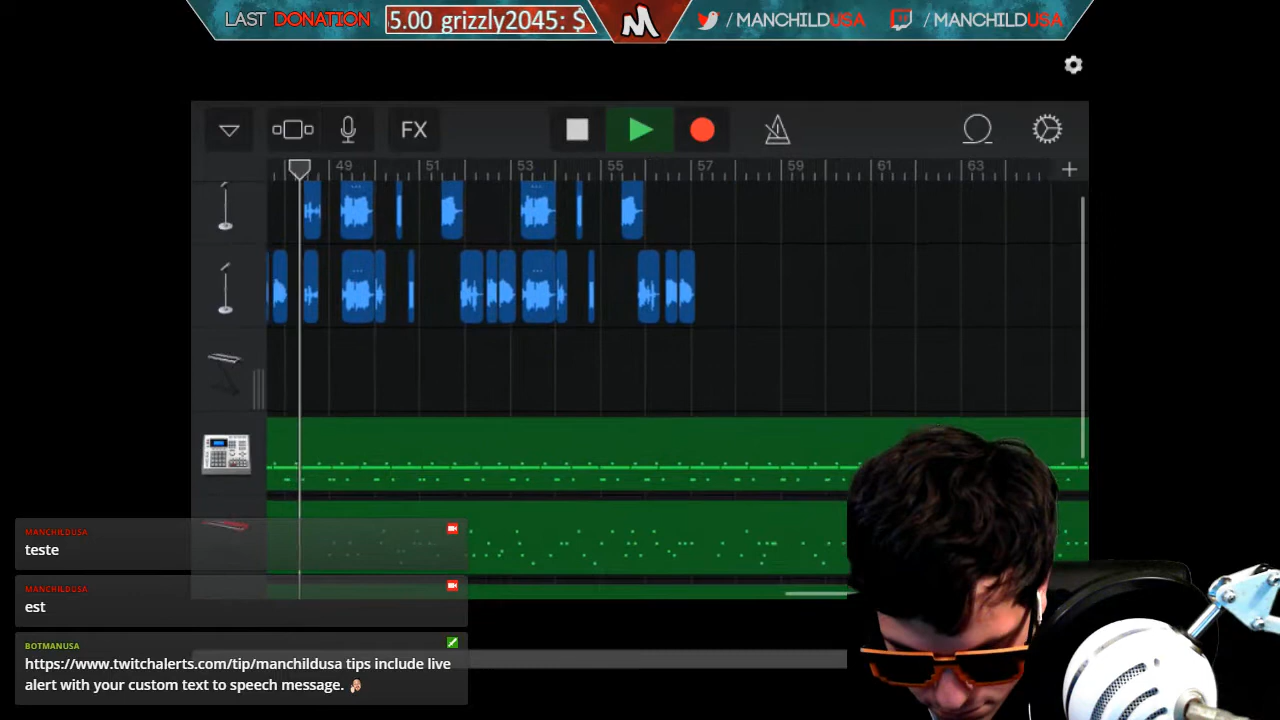 LAST DONATION 5.00 grizzly2045: $ M / MANCHILDUSA / MANCHILDUSA
FX
49 51 53 55 57 59 61 63
MANCHILDUSA
teste
MANCHILDUSA
est
BOTMANUSA
https://www.twitchalerts.com/tip/manchildusa tips include live
alert with your custom text to speech message.